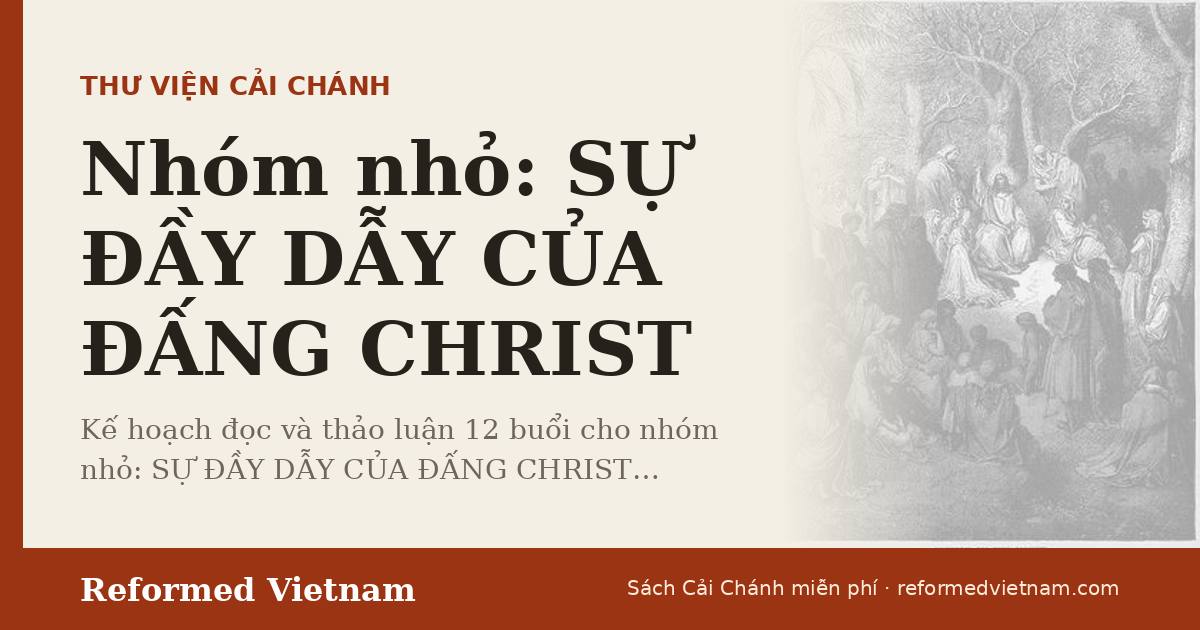 THƯ VIỆN CẢI CHÁNH
Nhóm nhỏ: SỰ
ĐẦY DẪY CỦA
ĐẤNG CHRIST
Kế hoạch đọc và thảo luận 12 buổi cho nhóm
nhỏ: SỰ ĐẦY DẪY CỦA ĐẤNG CHRIST...
Reformed Vietnam
Sách Cải Chánh miễn phí · reformedvietnam.com